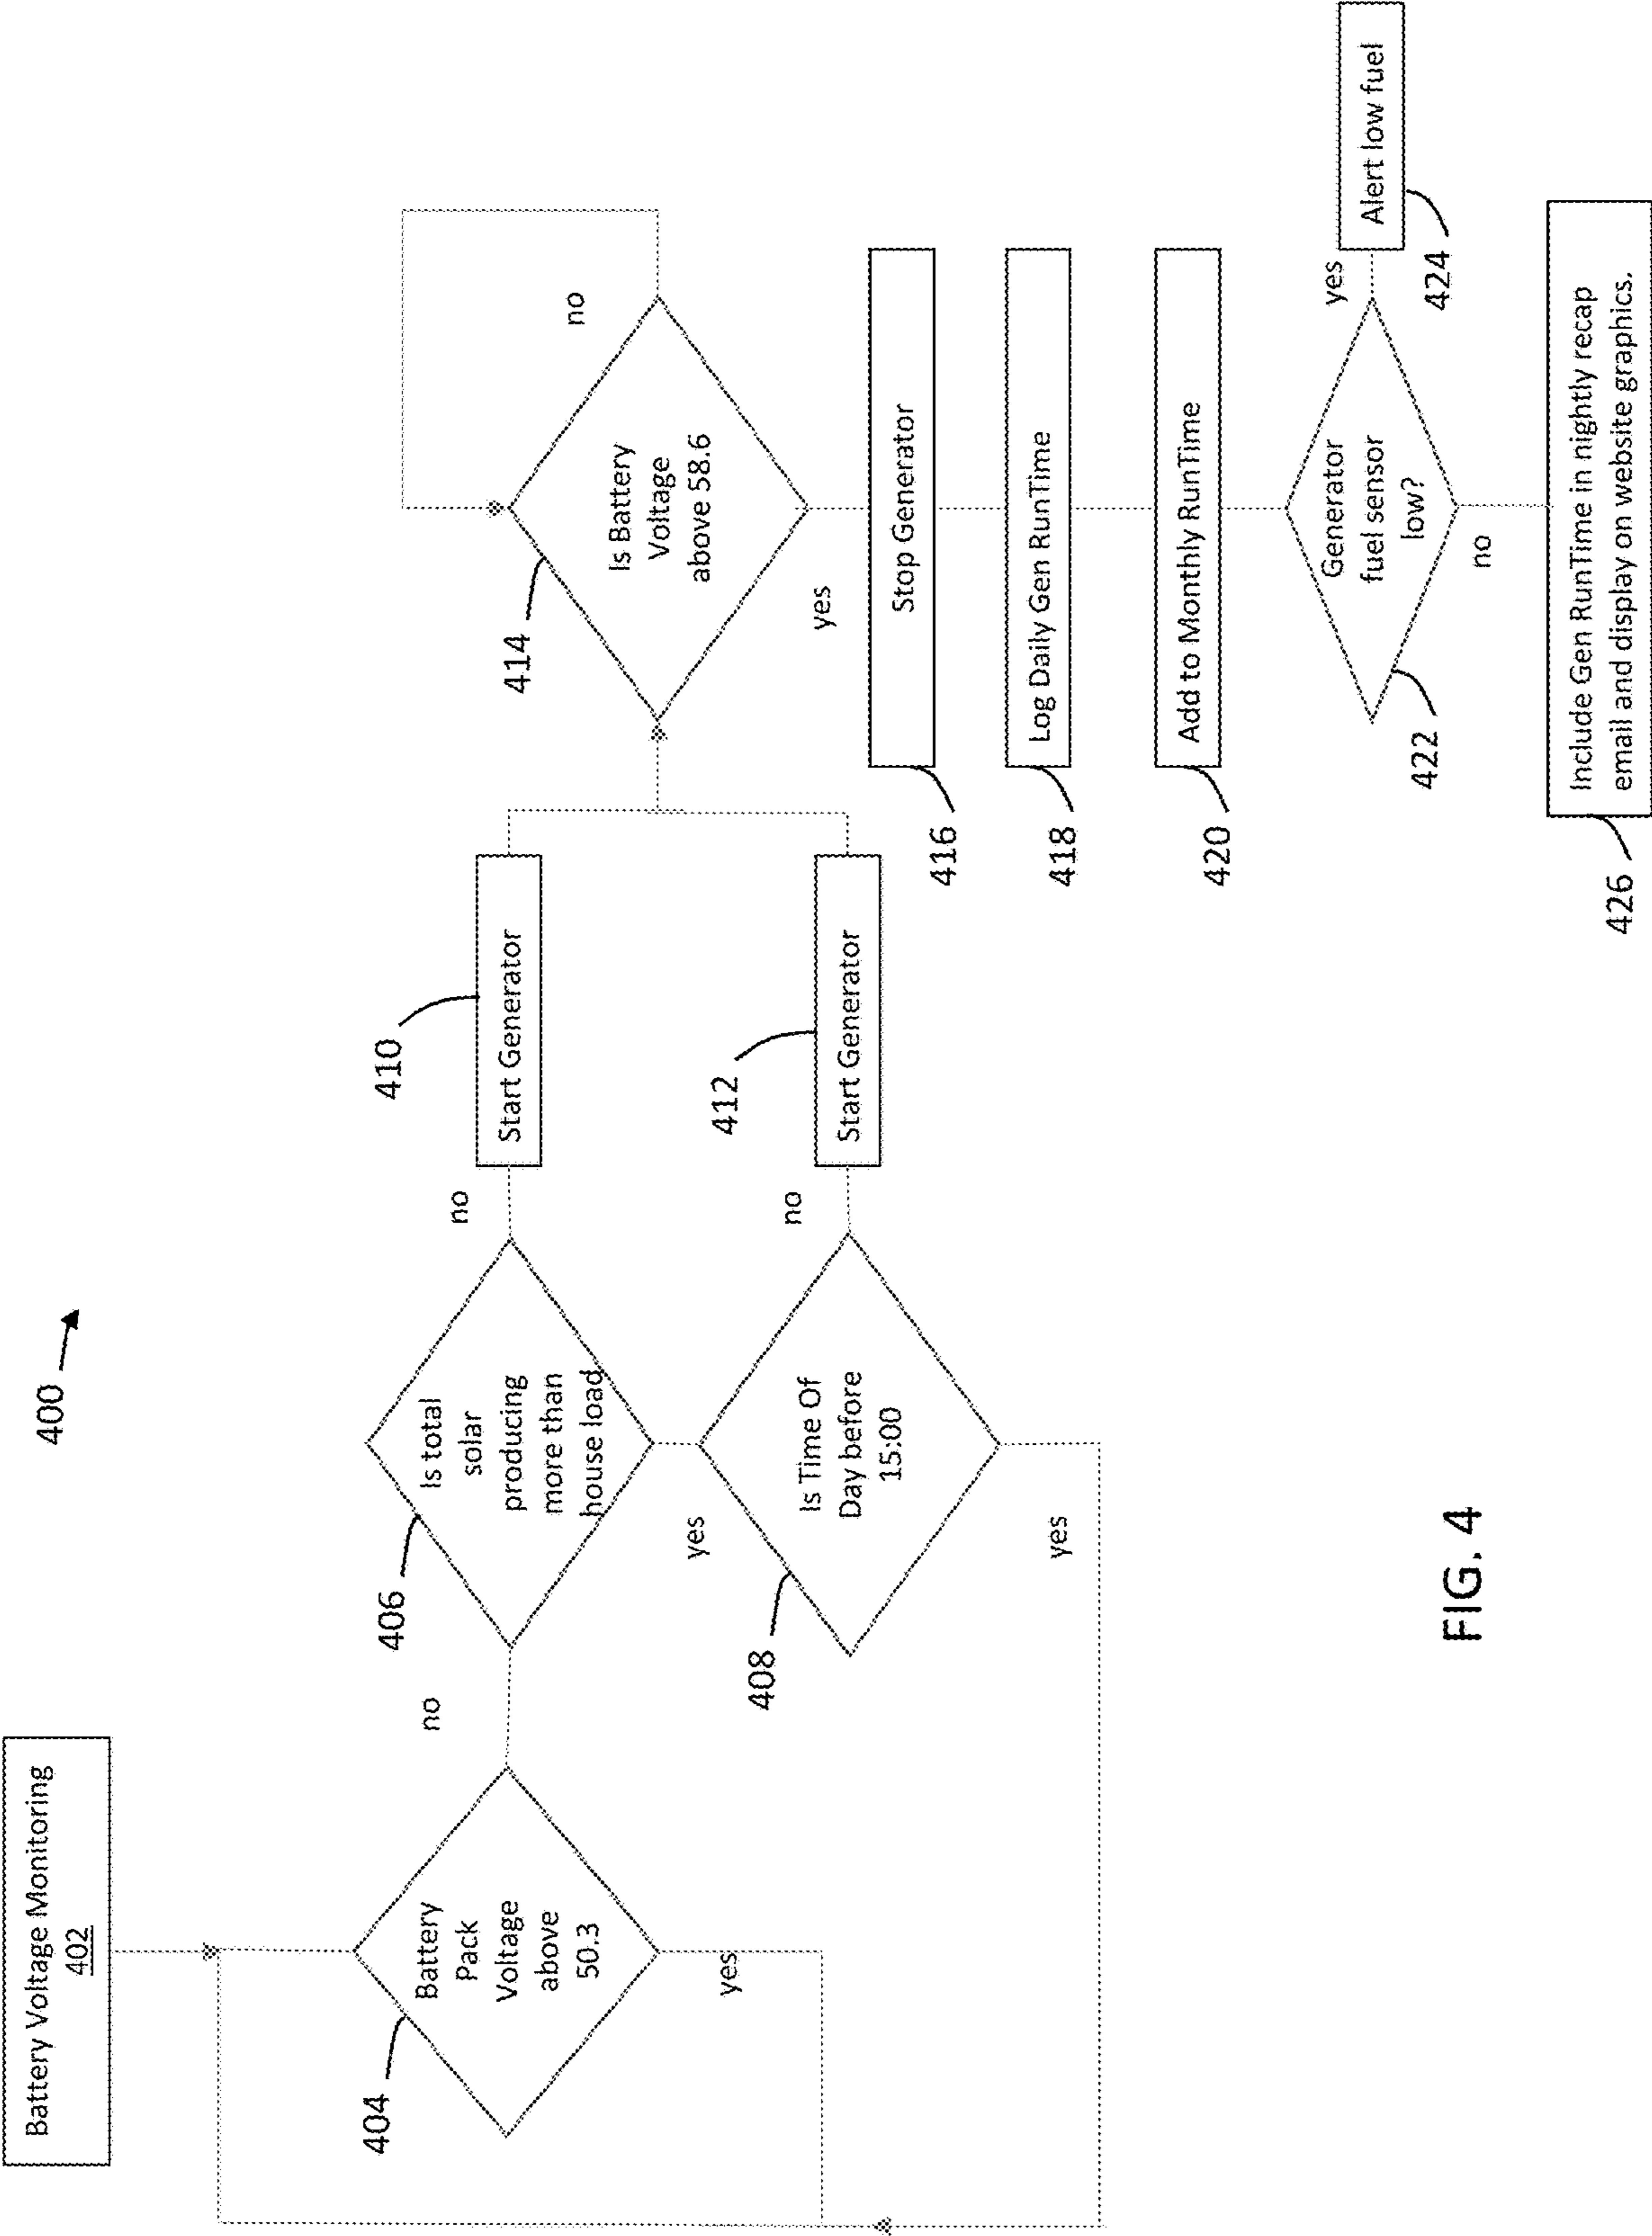 400
Battery Voltage Monitoring
402
404
Battery
Pack
Voltage
above
50.3
yes
no
406
Is total
solar
producing
more than
house load
yes
no
408
Is Time Of
Day before
15:00
yes
no
410
Start Generator
412
Start Generator
414
Is Battery
Voltage
above 58.6
no
yes
416
Stop Generator
418
Log Daily Gen RunTime
420
Add to Monthly RunTime
422
Generator
fuel sensor
low?
yes
424
Alert low fuel
no
426
Include Gen RunTime in nightly recap
email and display on website graphics.
FIG. 4